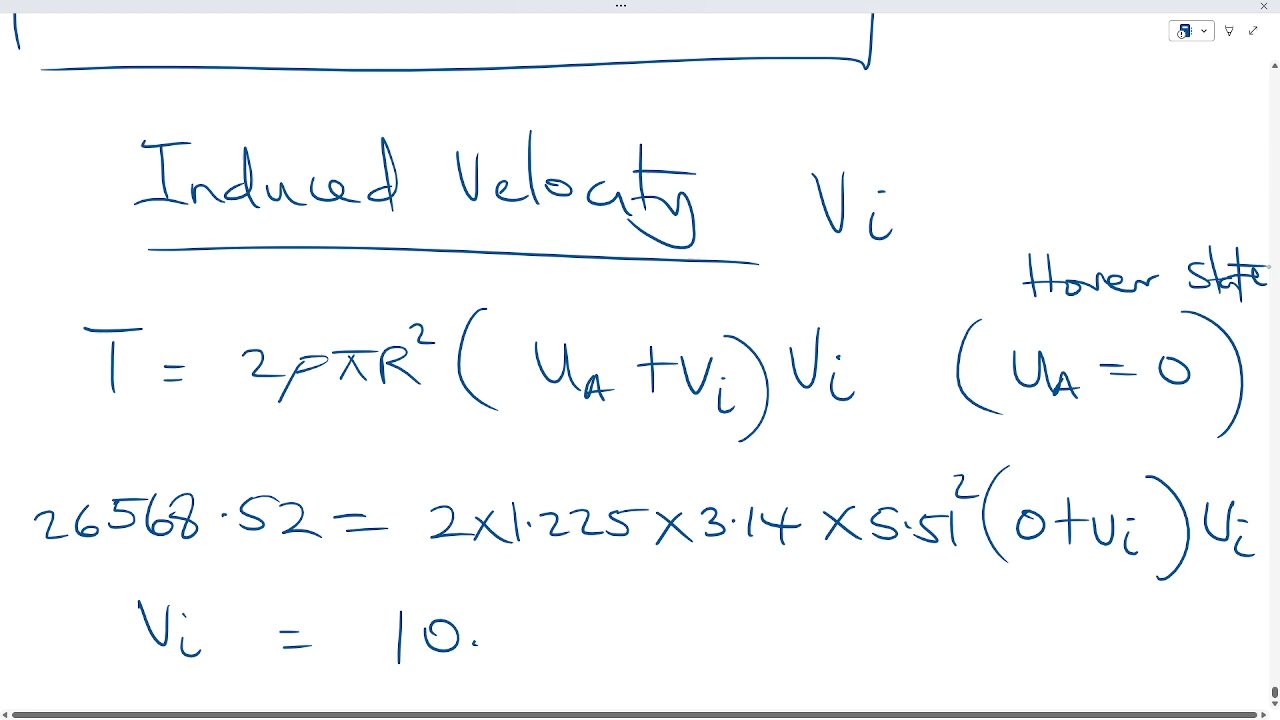 Induced Velocity Vi
Hover state
T = 2ρπR² (UA + Vi) Vi (UA = 0)
26568.52 = 2×1.225×3.14×5.51² (0+Vi) Vi
Vi = 10.